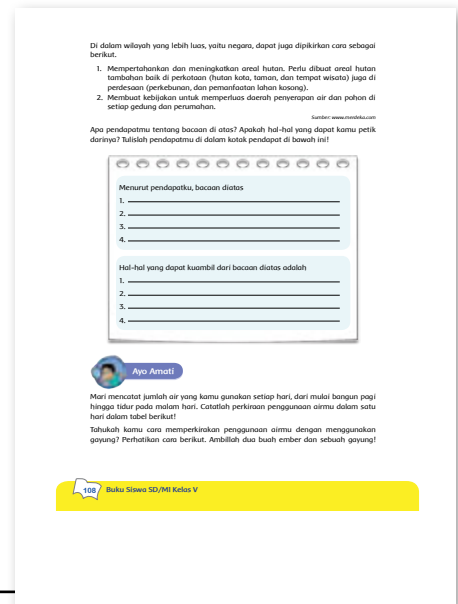 Di dalam wilayah yang lebih luas, yaitu negara, dapat juga dipikirkan cara sebagai
berikut.
1. Mempertahankan dan meningkatkan areal hutan. Perlu dibuat areal hutan
tambahan baik di perkotaan (hutan kota, taman, dan tempat wisata) juga di
perdesaan (perkebunan, dan pemanfaatan lahan kosong).
2. Membuat kebijakan untuk memperluas daerah penyerapan air dan pohon di
setiap gedung dan perumahan.
Sumber: www.merdeka.com
Apa pendapatmu tentang bacaan di atas? Apakah hal-hal yang dapat kamu petik
darinya? Tulislah pendapatmu di dalam kotak pendapat di bawah ini!
Menurut pendapatku, bacaan diatas
1.
2.
3.
4.
Hal-hal yang dapat kuambil dari bacaan diatas adalah
1.
2.
3.
4.
Ayo Amati
Mari mencatat jumlah air yang kamu gunakan setiap hari, dari mulai bangun pagi
hingga tidur pada malam hari. Catatlah perkiraan penggunaan airmu dalam satu
hari dalam tabel berikut!
Tahukah kamu cara memperkirakan penggunaan airmu dengan menggunakan
gayung? Perhatikan cara berikut. Ambillah dua buah ember dan sebuah gayung!
108 Buku Siswa SD/MI Kelas V